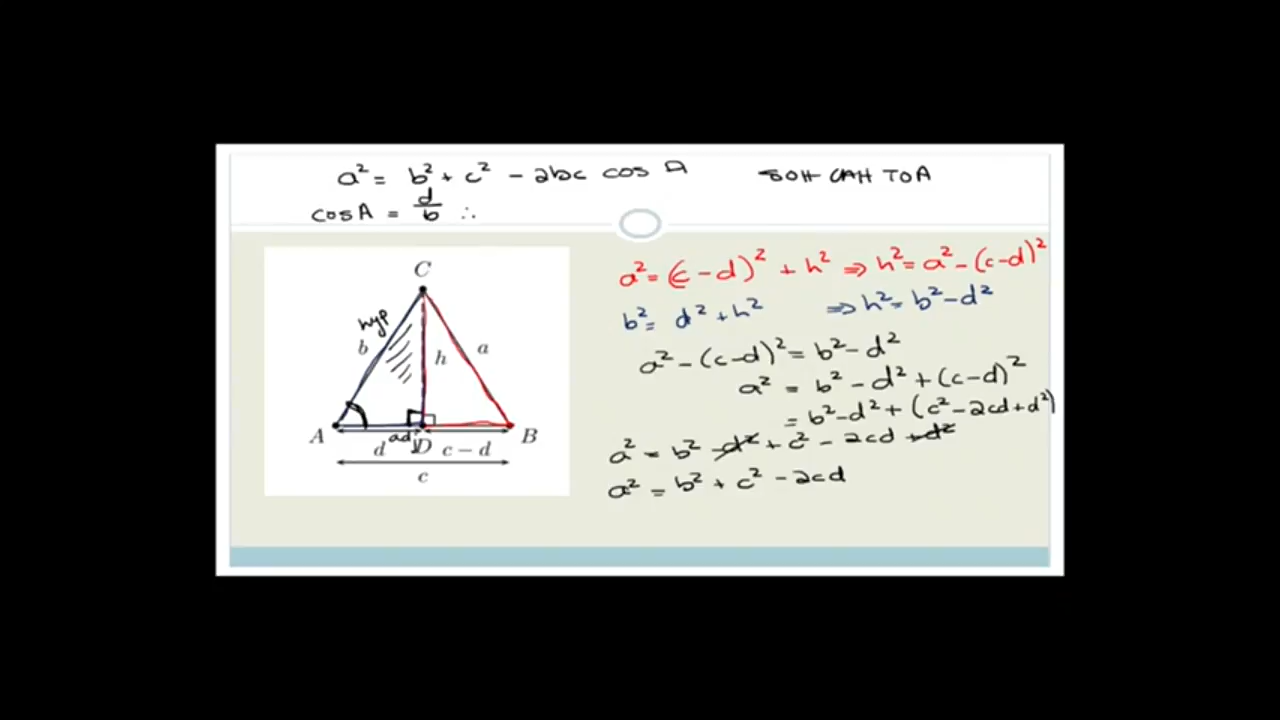 a² = b² + c² - 2bc cos A
SOH CAH TOA
cos A = d/b ∴
a² = (c-d)² + h² ⇒ h² = a² - (c-d)²
b² = d² + h² ⇒ h² = b² - d²
a² - (c-d)² = b² - d²
a² = b² - d² + (c-d)²
= b² - d² + (c² - 2cd + d²)
a² = b² - d² + c² - 2cd + d²
a² = b² + c² - 2cd
C
hyp
b
h
a
A
adj
D
B
d
c - d
c